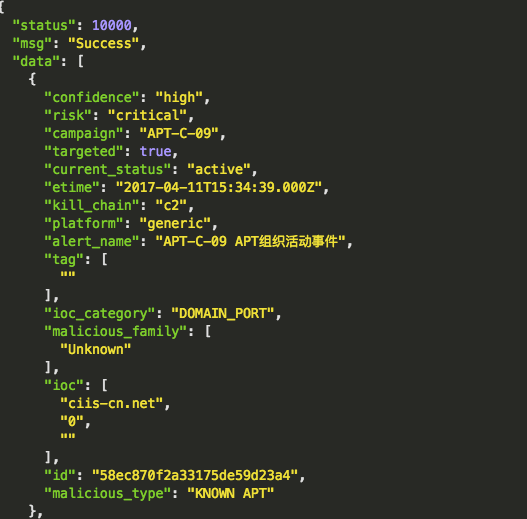 {
"status": 10000,
"msg": "Success",
"data": [
{
"confidence": "high",
"risk": "critical",
"campaign": "APT-C-09",
"targeted": true,
"current_status": "active",
"etime": "2017-04-11T15:34:39.000Z",
"kill_chain": "c2",
"platform": "generic",
"alert_name": "APT-C-09 APT组织活动事件",
"tag": [
""
],
"ioc_category": "DOMAIN_PORT",
"malicious_family": [
"Unknown"
],
"ioc": [
"ciis-cn.net",
"0",
""
],
"id": "58ec870f2a33175de59d23a4",
"malicious_type": "KNOWN APT"
},